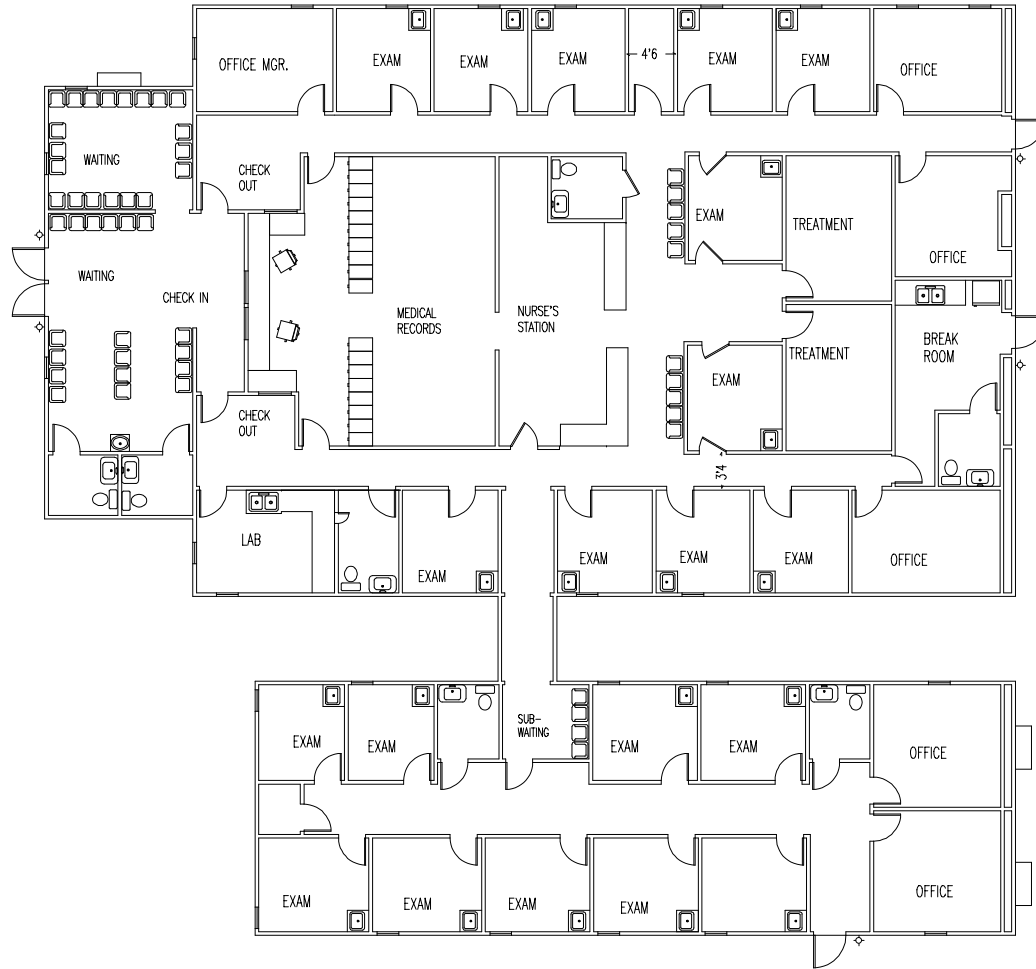 OFFICE MGR.
EXAM
EXAM
EXAM
4'6
EXAM
EXAM
OFFICE
WAITING
CHECK
OUT
EXAM
TREATMENT
OFFICE
WAITING
CHECK IN
MEDICAL
RECORDS
NURSE'S
STATION
BREAK
ROOM
TREATMENT
EXAM
CHECK
OUT
3'4
LAB
EXAM
EXAM
EXAM
EXAM
OFFICE
EXAM
EXAM
SUB-
WAITING
EXAM
EXAM
OFFICE
EXAM
EXAM
EXAM
EXAM
OFFICE